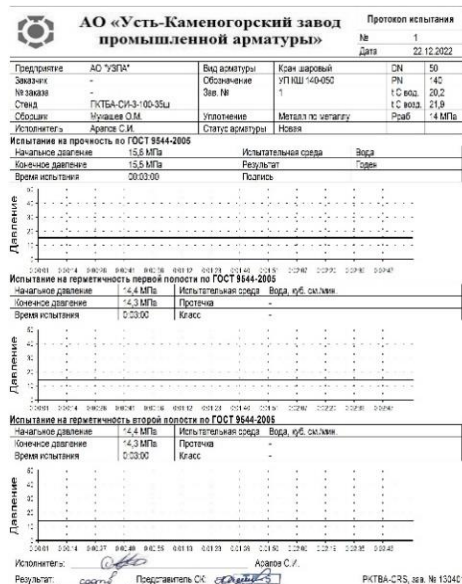 АО «Усть-Каменогорский завод промышленной арматуры»
Протокол испытания
№ 1
Дата 22.12.2022
Предприятие АО "УЗПА" Вид арматуры Кран шаровый DN 50
Заказчик - Обозначение УП КШ 140-050 PN 140
№ заказа - Зав. № 1 t C вод. 20,2
Стенд ПКТБА-СИ-3-100-35ц t C возд. 21,9
Сборщик Мукашев О.М. Уплотнение Металл по металлу Pраб 14 МПа
Исполнитель Арапов С.И. Статус арматуры Новая
Испытание на прочность по ГОСТ 9544-2005
Начальное давление 15,6 МПа Испытательная среда Вода
Конечное давление 15,5 МПа Результат Годен
Время испытания 00:03:00 Подпись
Давление
Испытание на герметичность первой полости по ГОСТ 9544-2005
Начальное давление 14,4 МПа Испытательная среда Вода, куб. см/мин.
Конечное давление 14,3 МПа Протечка -
Время испытания 0:03:00 Класс -
Давление
Испытание на герметичность второй полости по ГОСТ 9544-2005
Начальное давление 14,4 МПа Испытательная среда Вода, куб. см/мин.
Конечное давление 14,3 МПа Протечка -
Время испытания 0:03:00 Класс -
Давление
Исполнитель: Арапов С.И.
Результат: Представитель СК: PKTBA-CRS, зав. № 13040